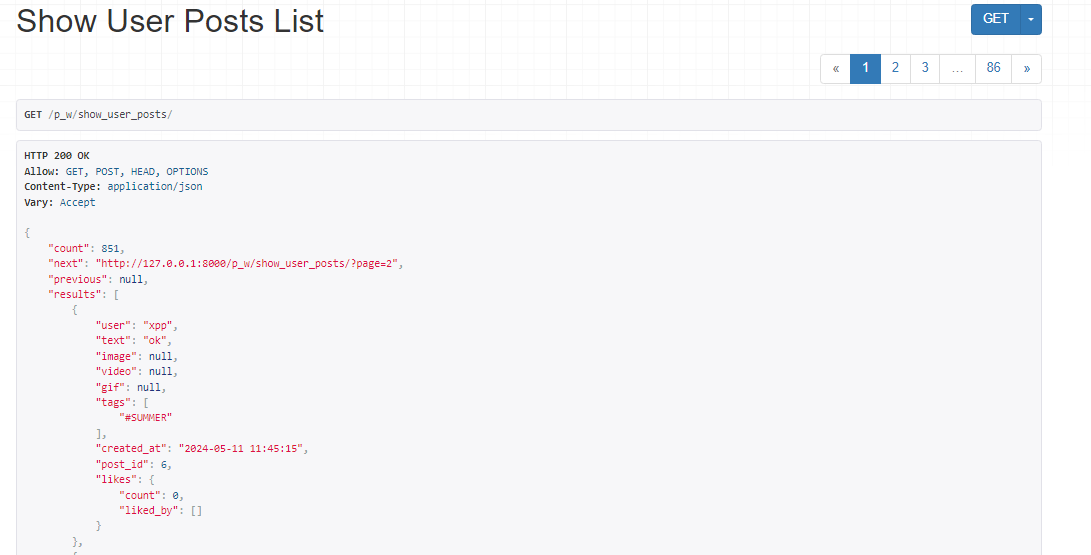 Show User Posts List
GET
« 1 2 3 … 86 »
GET /p_w/show_user_posts/
HTTP 200 OK
Allow: GET, POST, HEAD, OPTIONS
Content-Type: application/json
Vary: Accept
{
    "count": 851,
    "next": "http://127.0.0.1:8000/p_w/show_user_posts/?page=2",
    "previous": null,
    "results": [
        {
            "user": "xpp",
            "text": "ok",
            "image": null,
            "video": null,
            "gif": null,
            "tags": [
                "#SUMMER"
            ],
            "created_at": "2024-05-11 11:45:15",
            "post_id": 6,
            "likes": {
                "count": 0,
                "liked_by": []
            }
        },
        {